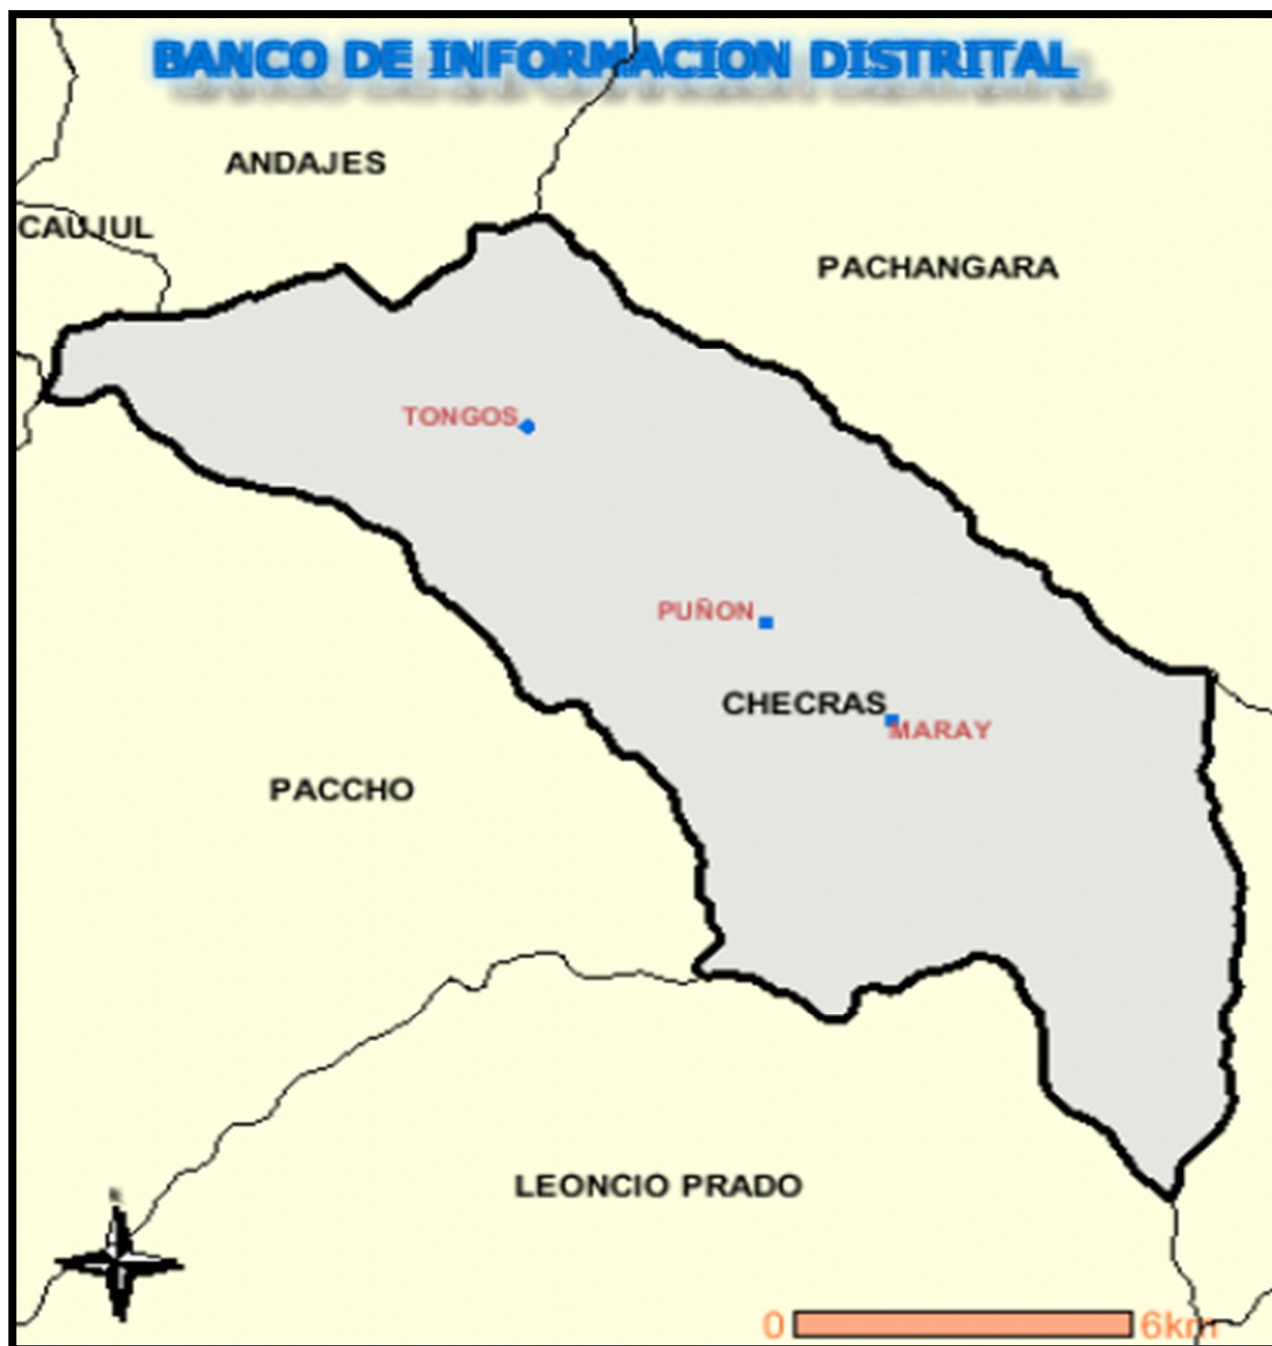 BANCO DE INFORMACION DISTRITAL
ANDAJES
CAUJUL
PACHANGARA
TONGOS
PUÑON
CHECRAS
MARAY
PACCHO
LEONCIO PRADO
N
0 6km